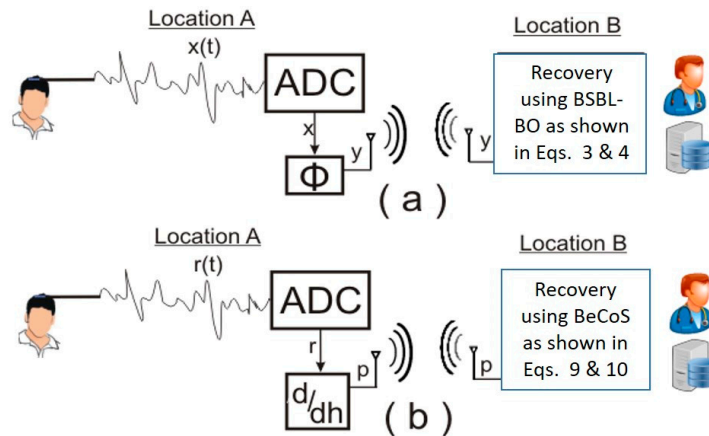 Location A
x(t)
ADC
x
Φ
y
y
Location B
Recovery
using BSBL-
BO as shown
in Eqs. 3 & 4
( a )
Location A
r(t)
ADC
r
d/dh
p
p
Location B
Recovery
using BeCoS
as shown in
Eqs. 9 & 10
( b )